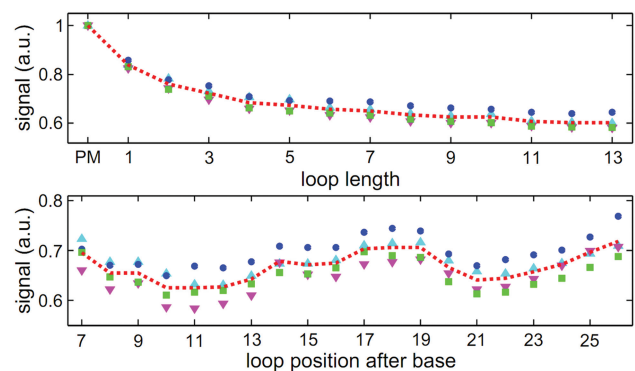 signal (a.u.)
1
0.8
0.6
PM 1 3 5 7 9 11 13
loop length
signal (a.u.)
0.8
0.7
0.6
7 9 11 13 15 17 19 21 23 25
loop position after base